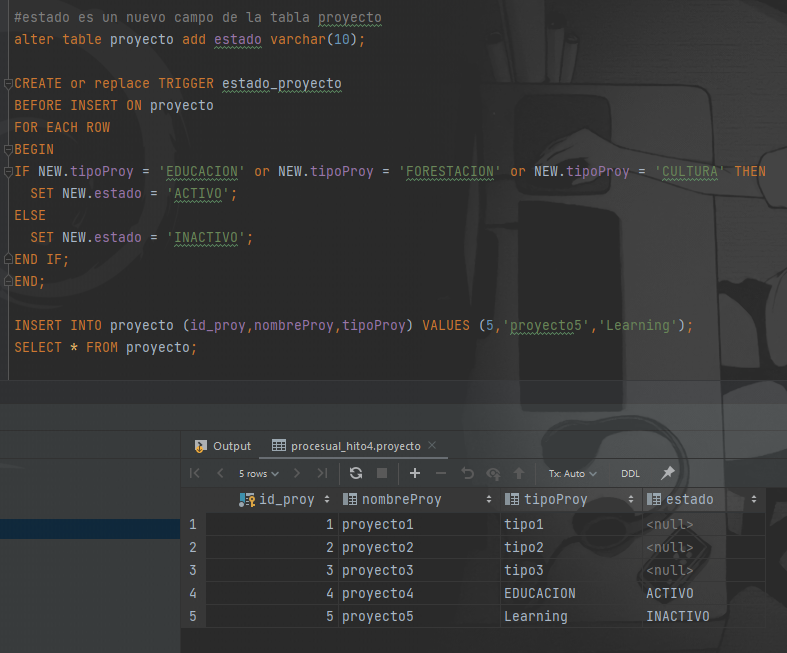 #estado es un nuevo campo de la tabla proyecto
alter table proyecto add estado varchar(10);
CREATE or replace TRIGGER estado_proyecto
BEFORE INSERT ON proyecto
FOR EACH ROW
BEGIN
IF NEW.tipoProy = 'EDUCACION' or NEW.tipoProy = 'FORESTACION' or NEW.tipoProy = 'CULTURA' THEN
SET NEW.estado = 'ACTIVO';
ELSE
SET NEW.estado = 'INACTIVO';
END IF;
END;
INSERT INTO proyecto (id_proy,nombreProy,tipoProy) VALUES (5,'proyecto5','Learning');
SELECT * FROM proyecto;
Output procesual_hito4.proyecto
5 rows Tx: Auto DDL
id_proy nombreProy tipoProy estado
1 1 proyecto1 tipo1 <null>
2 2 proyecto2 tipo2 <null>
3 3 proyecto3 tipo3 <null>
4 4 proyecto4 EDUCACION ACTIVO
5 5 proyecto5 Learning INACTIVO